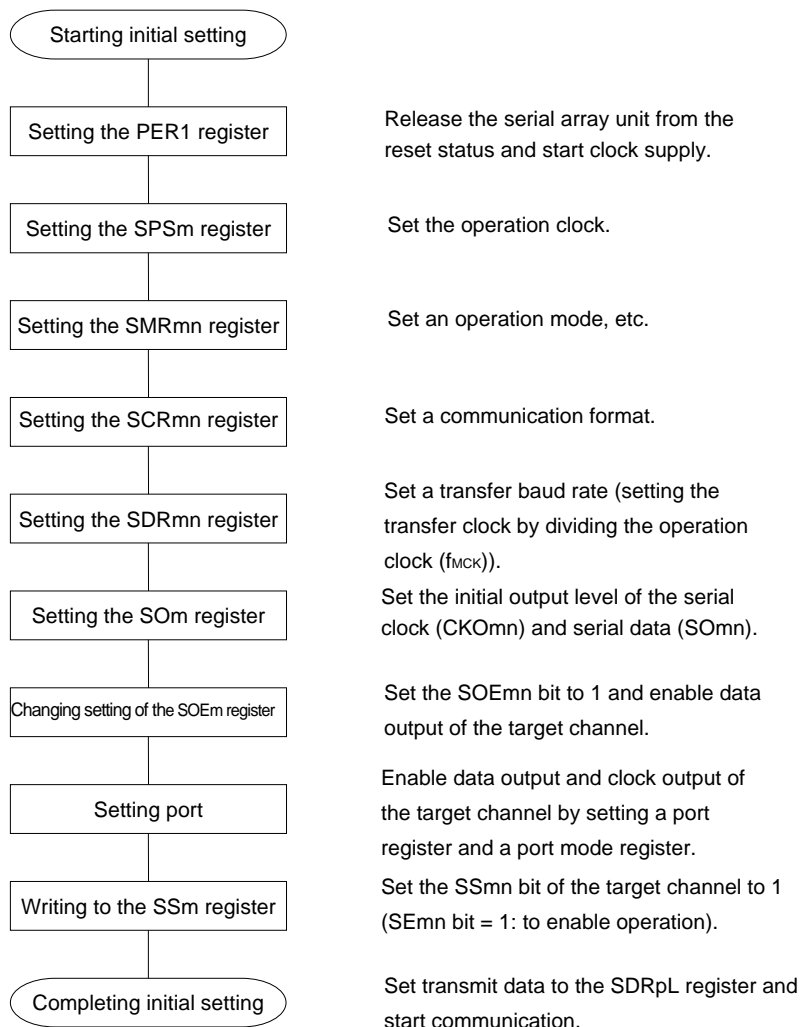 Starting initial setting
Setting the PER1 register
Release the serial array unit from the
reset status and start clock supply.
Setting the SPSm register
Set the operation clock.
Setting the SMRmn register
Set an operation mode, etc.
Setting the SCRmn register
Set a communication format.
Setting the SDRmn register
Set a transfer baud rate (setting the
transfer clock by dividing the operation
clock (fMCK)).
Setting the SOm register
Set the initial output level of the serial
clock (CKOmn) and serial data (SOmn).
Changing setting of the SOEm register
Set the SOEmn bit to 1 and enable data
output of the target channel.
Setting port
Enable data output and clock output of
the target channel by setting a port
register and a port mode register.
Writing to the SSm register
Set the SSmn bit of the target channel to 1
(SEmn bit = 1: to enable operation).
Completing initial setting
Set transmit data to the SDRpL register and
start communication.